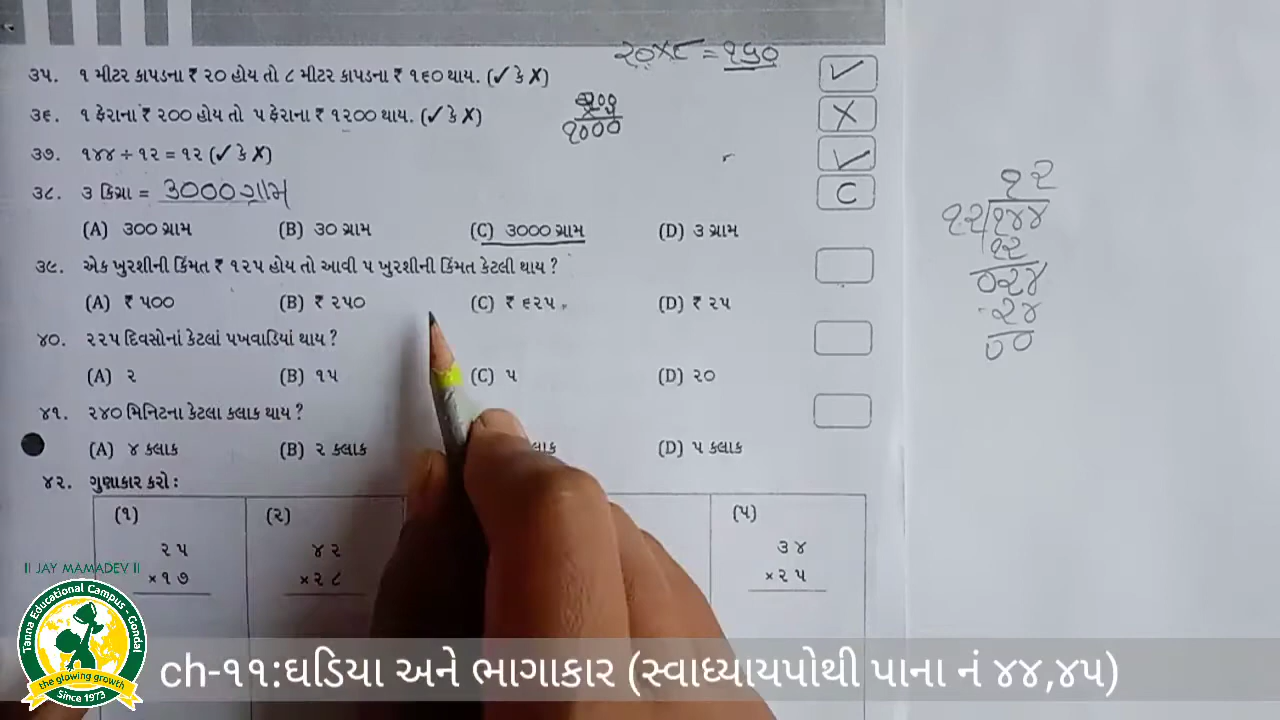 ૨૦×૮ = ૧૬૦
૩૫. ૧ મીટર કાપડના ₹ ૨૦ હોય તો ૮ મીટર કાપડના ₹ ૧૬૦ થાય. (✓ કે ✗) ✓
૩૬. ૧ ફેરાના ₹ ૨૦૦ હોય તો ૫ ફેરાના ₹ ૧૨૦૦ થાય. (✓ કે ✗) ✗
૧૦૦૦
૩૭. ૧૪૪ ÷ ૧૨ = ૧૨ (✓ કે ✗) ✓
૩૮. ૩ કિગ્રા = ૩૦૦૦ ગ્રામ C
(A) ૩૦૦ ગ્રામ (B) ૩૦ ગ્રામ (C) ૩૦૦૦ ગ્રામ (D) ૩ ગ્રામ
૩૯. એક ખુરશીની કિંમત ₹ ૧૨૫ હોય તો આવી ૫ ખુરશીની કિંમત કેટલી થાય ?
(A) ₹ ૫૦૦ (B) ₹ ૨૫૦ (C) ₹ ૬૨૫ (D) ₹ ૨૫
૪૦. ૨૨૫ દિવસોનાં કેટલાં પખવાડિયાં થાય ?
(A) ૨ (B) ૧૫ (C) ૫ (D) ૨૦
૪૧. ૨૪૦ મિનિટના કેટલા કલાક થાય ?
(A) ૪ કલાક (B) ૨ કલાક લાક (D) ૫ કલાક
૪૨. ગુણાકાર કરો :
(૧) (૨) (૫)
૨૫ ૪૨ ૩૪
×૧૭ ×૨૮ ×૨૫
૧૨
૧૨ ૧૪૪
૧૨
૦૨૪
-૨૪
૦૦
॥ JAY MAMADEV ॥
Tanna Educational Campus - Gondal
the glowing growth
Since 1973
ch-૧૧:ઘડિયા અને ભાગાકાર (સ્વાધ્યાયપોથી પાના નં ૪૪,૪૫)